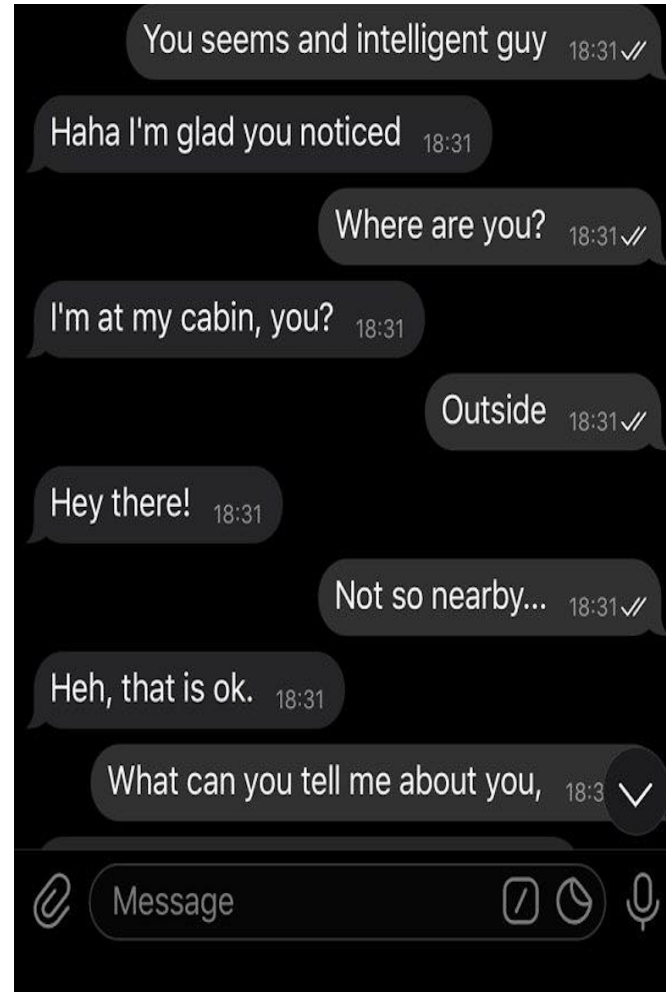 You seems and intelligent guy 18:31
Haha I'm glad you noticed 18:31
Where are you? 18:31
I'm at my cabin, you? 18:31
Outside 18:31
Hey there! 18:31
Not so nearby... 18:31
Heh, that is ok. 18:31
What can you tell me about you, 18:3
Message